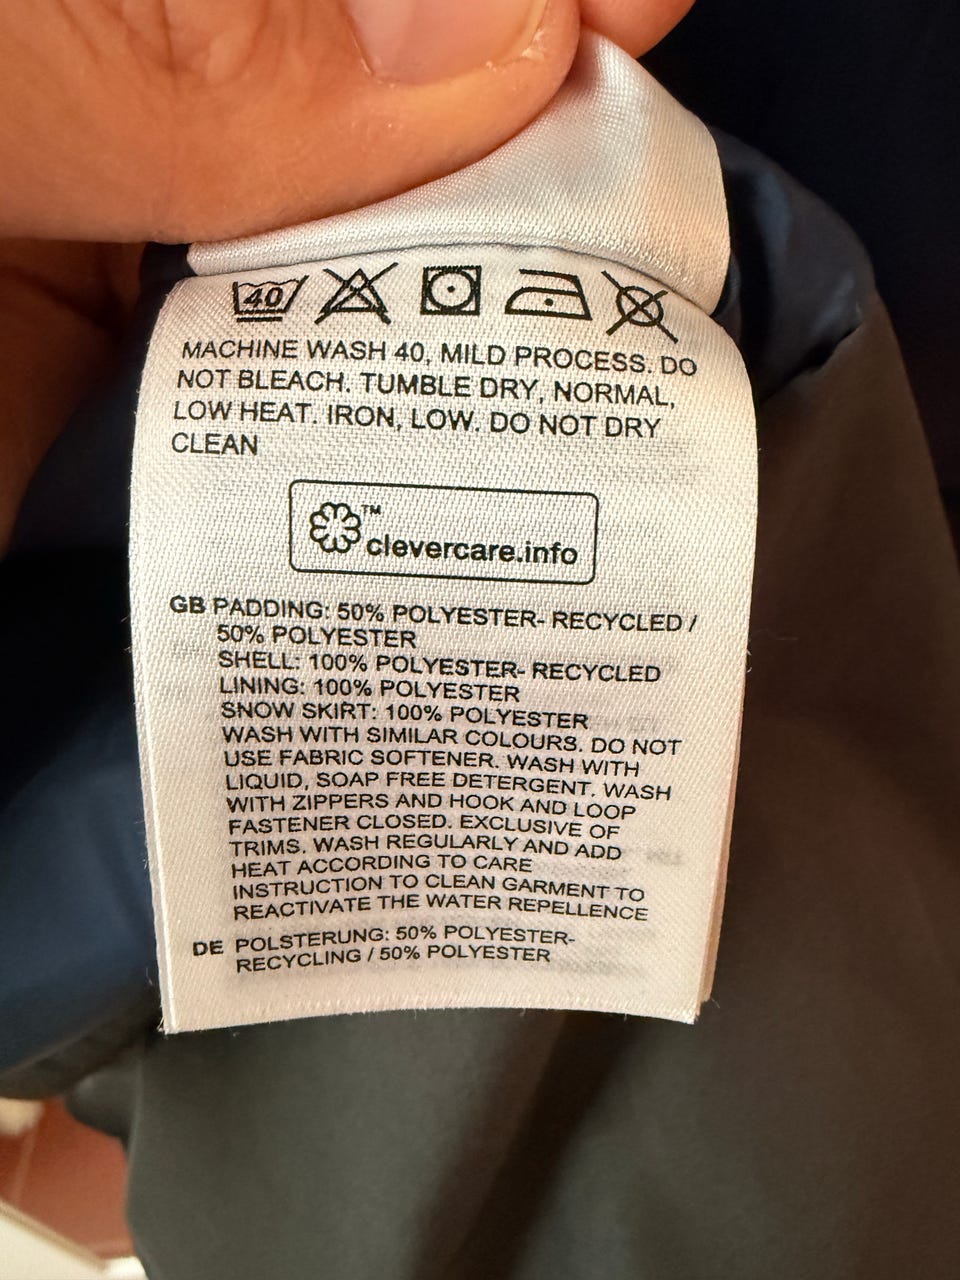 40
MACHINE WASH 40, MILD PROCESS. DO
NOT BLEACH. TUMBLE DRY, NORMAL,
LOW HEAT. IRON, LOW. DO NOT DRY
CLEAN
™
clevercare.info
GB PADDING: 50% POLYESTER- RECYCLED /
50% POLYESTER
SHELL: 100% POLYESTER- RECYCLED
LINING: 100% POLYESTER
SNOW SKIRT: 100% POLYESTER
WASH WITH SIMILAR COLOURS. DO NOT
USE FABRIC SOFTENER. WASH WITH
LIQUID, SOAP FREE DETERGENT. WASH
WITH ZIPPERS AND HOOK AND LOOP
FASTENER CLOSED. EXCLUSIVE OF
TRIMS. WASH REGULARLY AND ADD
HEAT ACCORDING TO CARE
INSTRUCTION TO CLEAN GARMENT TO
REACTIVATE THE WATER REPELLENCE
DE POLSTERUNG: 50% POLYESTER-
RECYCLING / 50% POLYESTER